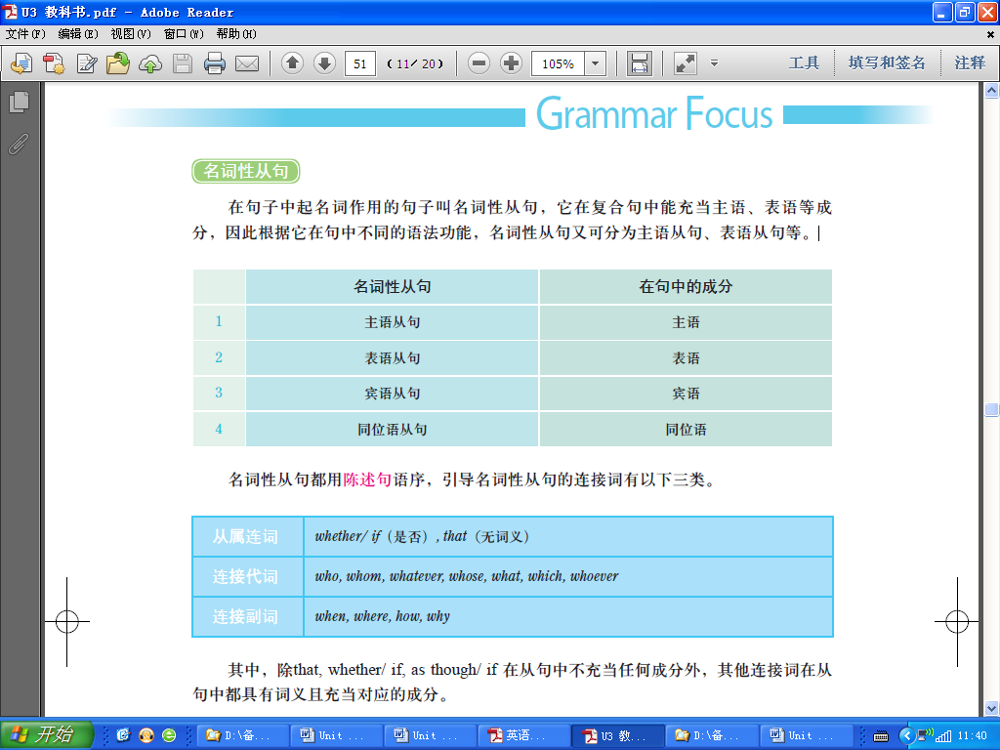 U3 教科书.pdf - Adobe Reader
文件(F) 编辑(E) 视图(V) 窗口(W) 帮助(H)
51 (11/ 20) 105% 工具 填写和签名 注释
Grammar Focus
名词性从句
在句子中起名词作用的句子叫名词性从句，它在复合句中能充当主语、表语等成
分，因此根据它在句中不同的语法功能，名词性从句又可分为主语从句、表语从句等。
名词性从句 在句中的成分
1 主语从句 主语
2 表语从句 表语
3 宾语从句 宾语
4 同位语从句 同位语
名词性从句都用陈述句语序，引导名词性从句的连接词有以下三类。
从属连词 whether/ if（是否）, that（无词义）
连接代词 who, whom, whatever, whose, what, which, whoever
连接副词 when, where, how, why
其中，除that, whether/ if, as though/ if 在从句中不充当任何成分外，其他连接词在从
句中都具有词义且充当对应的成分。
开始 D:\备... Unit ... Unit ... 英语... U3 教... D:\备... Unit ... 11:40